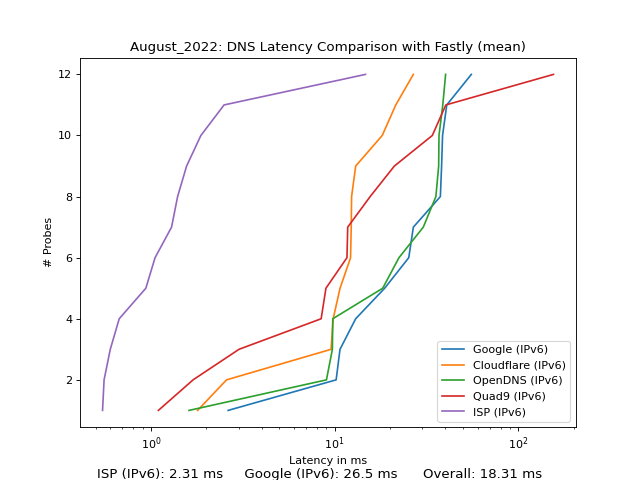 August_2022: DNS Latency Comparison with Fastly (mean)
12
10
8
6
4
2
# Probes
Google (IPv6)
Cloudflare (IPv6)
OpenDNS (IPv6)
Quad9 (IPv6)
ISP (IPv6)
10⁰ 10¹ 10²
Latency in ms
ISP (IPv6): 2.31 ms Google (IPv6): 26.5 ms Overall: 18.31 ms